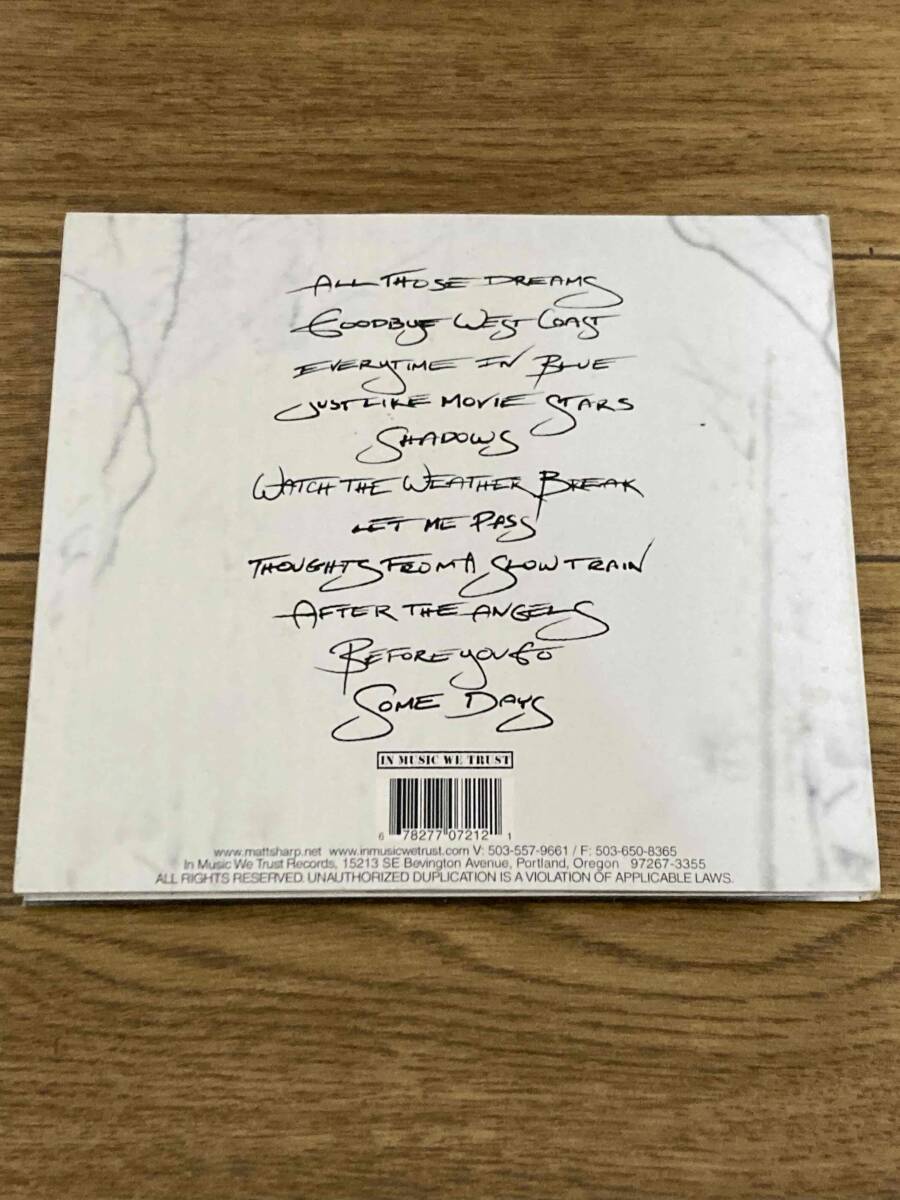 ALL THOSE DREAMS
GOODBYE WEST COAST
EVERYTIME IN BLUE
JUST LIKE MOVIE STARS
SHADOWS
WATCH THE WEATHER BREAK
LET ME PASS
THOUGHTS FROM A SLOW TRAIN
AFTER THE ANGELS
BEFORE YOU GO
SOME DAYS
IN MUSIC WE TRUST
6 78277 07212 1
www.mattsharp.net www.inmusicwetrust.com V: 503-557-9661 / F: 503-650-8365
In Music We Trust Records, 15213 SE Bevington Avenue, Portland, Oregon 97267-3355
ALL RIGHTS RESERVED. UNAUTHORIZED DUPLICATION IS A VIOLATION OF APPLICABLE LAWS.